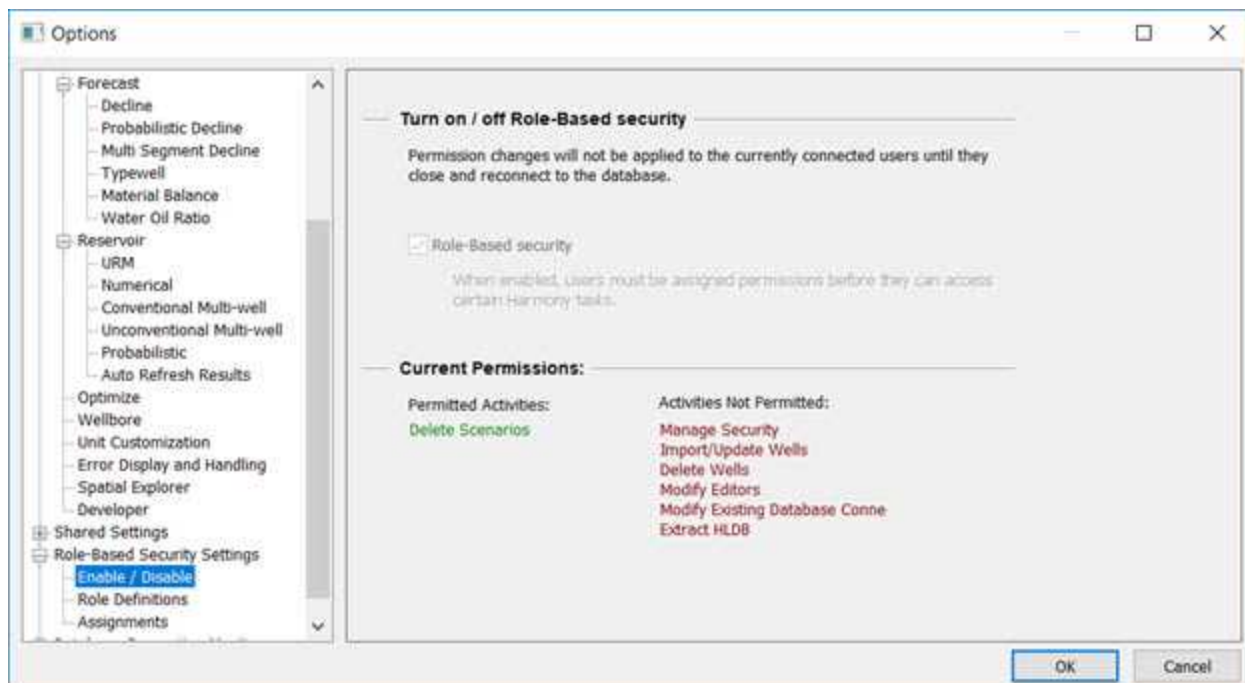 Options
Forecast
Decline
Probabilistic Decline
Multi Segment Decline
Typewell
Material Balance
Water Oil Ratio
Reservoir
URM
Numerical
Conventional Multi-well
Unconventional Multi-well
Probabilistic
Auto Refresh Results
Optimize
Wellbore
Unit Customization
Error Display and Handling
Spatial Explorer
Developer
Shared Settings
Role-Based Security Settings
Enable / Disable
Role Definitions
Assignments
Turn on / off Role-Based security
Permission changes will not be applied to the currently connected users until they
close and reconnect to the database.
Role-Based security
When enabled, users must be assigned permissions before they can access
certain Harmony tasks.
Current Permissions:
Permitted Activities:
Delete Scenarios
Activities Not Permitted:
Manage Security
Import/Update Wells
Delete Wells
Modify Editors
Modify Existing Database Conne
Extract HLDB
OK
Cancel